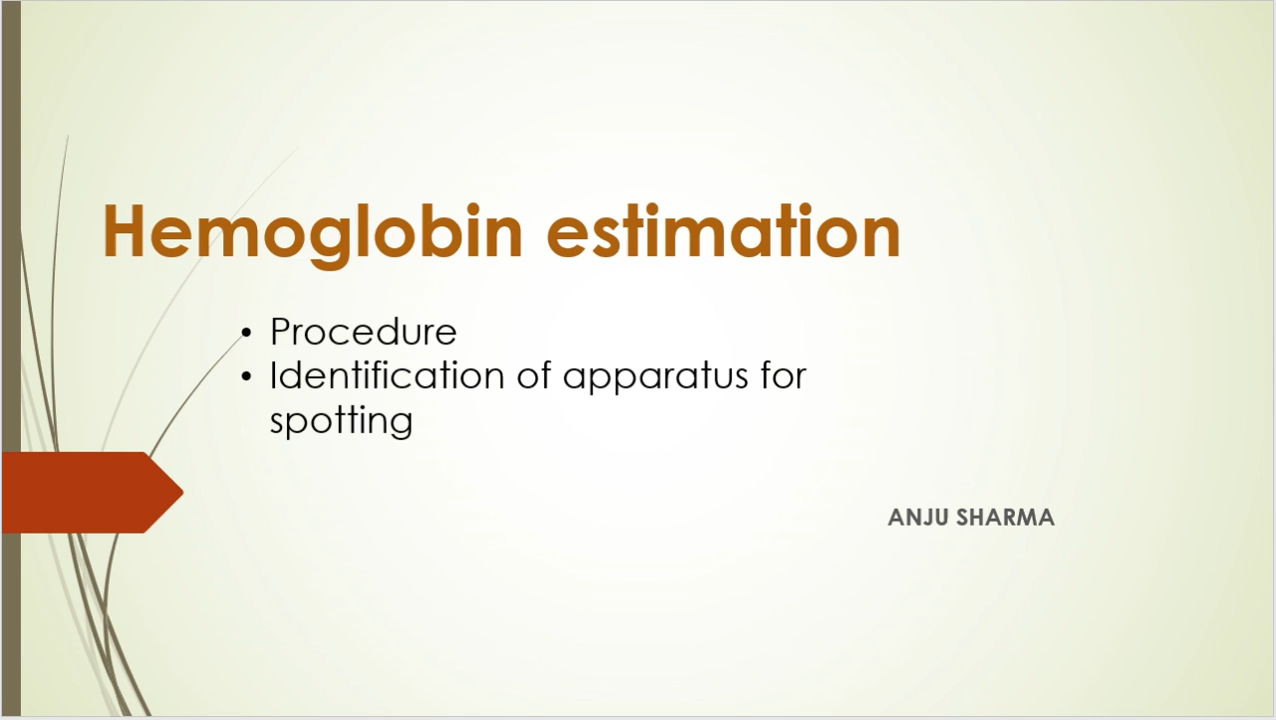 Hemoglobin estimation
• Procedure
• Identification of apparatus for
spotting
ANJU SHARMA